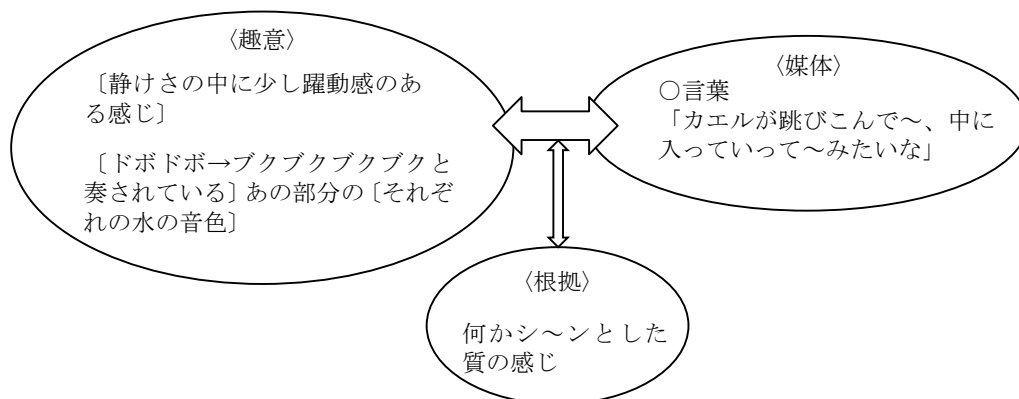 〈趣意〉
〔静けさの中に少し躍動感のあ
る感じ〕
〔ドボドボ→ブクブクブクブクと
奏されている〕あの部分の〔それぞ
れの水の音色〕
〈媒体〉
○言葉
「カエルが跳びこんで～、中に
入っていって～みたいな」
〈根拠〉
何かシ～ンとした
質の感じ